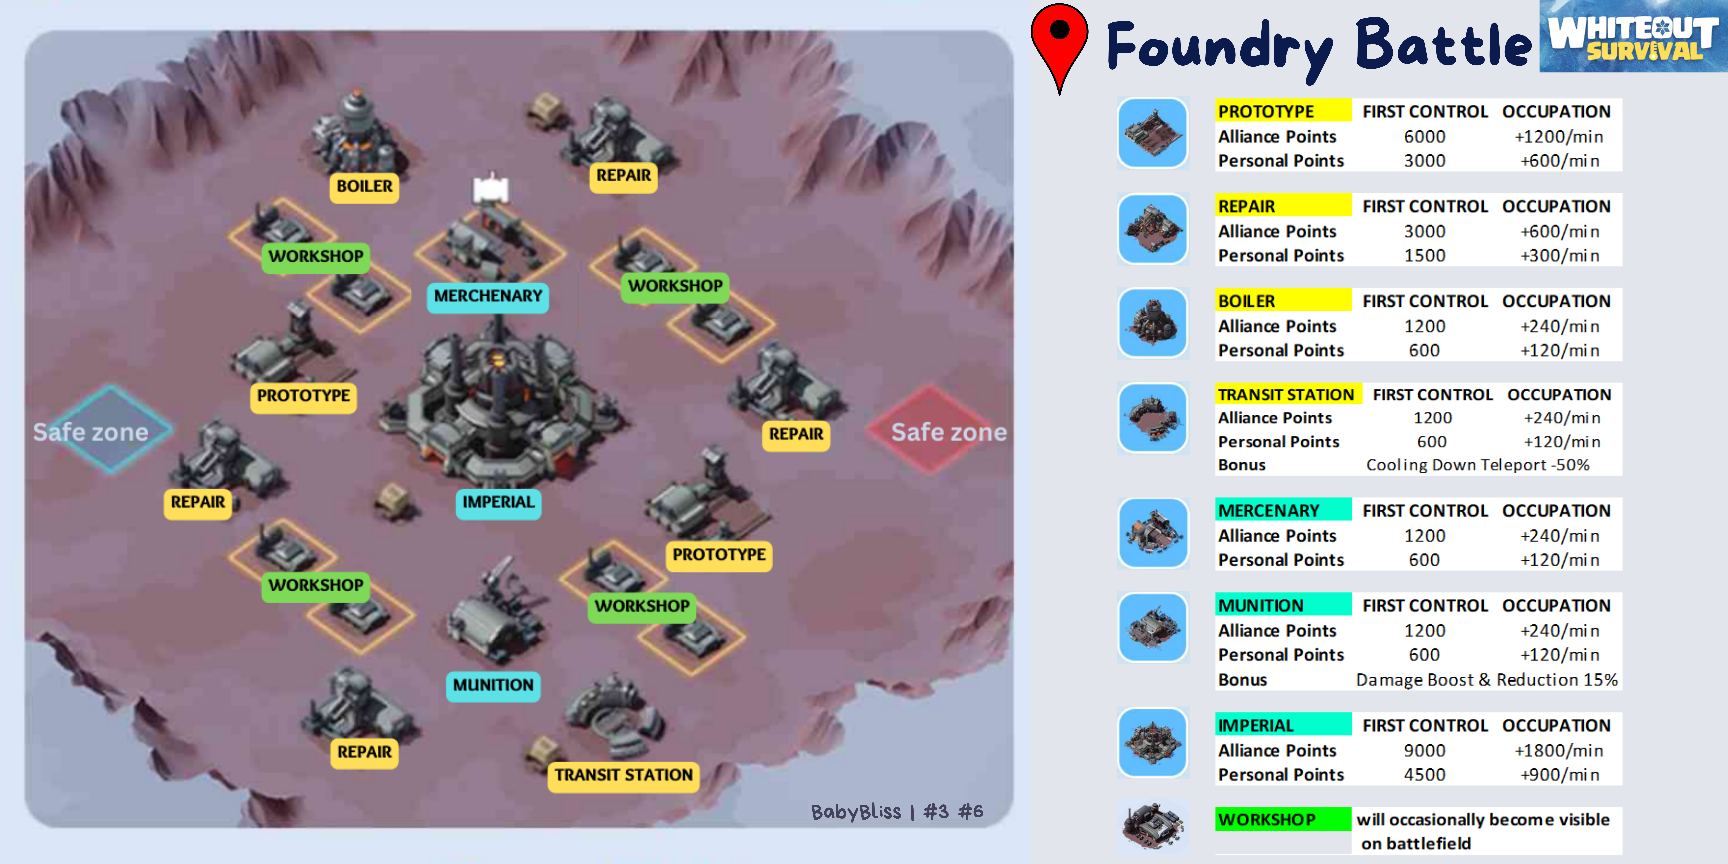 BOILER
REPAIR
WORKSHOP
MERCHENARY
WORKSHOP
PROTOTYPE
REPAIR
Safe zone
Safe zone
REPAIR
IMPERIAL
PROTOTYPE
WORKSHOP
WORKSHOP
MUNITION
REPAIR
TRANSIT STATION
BabyBliss | #3 #6
Foundry Battle
WHITEOUT
SURVIVAL
PROTOTYPE FIRST CONTROL OCCUPATION
Alliance Points 6000 +1200/min
Personal Points 3000 +600/min
REPAIR FIRST CONTROL OCCUPATION
Alliance Points 3000 +600/min
Personal Points 1500 +300/min
BOILER FIRST CONTROL OCCUPATION
Alliance Points 1200 +240/min
Personal Points 600 +120/min
TRANSIT STATION FIRST CONTROL OCCUPATION
Alliance Points 1200 +240/min
Personal Points 600 +120/min
Bonus Cooling Down Teleport -50%
MERCENARY FIRST CONTROL OCCUPATION
Alliance Points 1200 +240/min
Personal Points 600 +120/min
MUNITION FIRST CONTROL OCCUPATION
Alliance Points 1200 +240/min
Personal Points 600 +120/min
Bonus Damage Boost & Reduction 15%
IMPERIAL FIRST CONTROL OCCUPATION
Alliance Points 9000 +1800/min
Personal Points 4500 +900/min
WORKSHOP will occasionally become visible
on battlefield